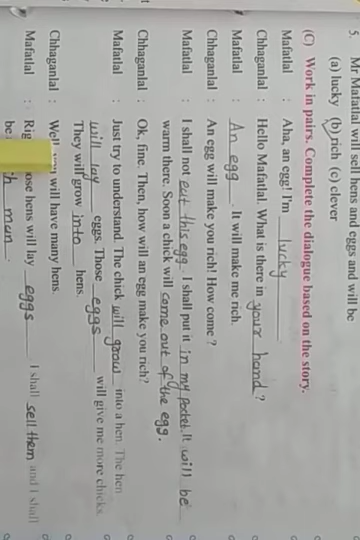 5. Mr Mafatlal will sell hens and eggs and will be
(a) lucky (b) rich (c) clever
(C) Work in pairs. Complete the dialogue based on the story.
Mafatlal : Aha, an egg! I'm lucky
Chhaganlal : Hello Mafatlal. What is there in your hand ?
Mafatlal : An egg . It will make me rich.
Chhaganlal : An egg will make you rich! How come ?
Mafatlal : I shall not eat this egg. I shall put it in my pocket. It will be
warm there. Soon a chick will come out of the egg.
Chhaganlal : Ok, fine. Then, how will an egg make you rich?
Mafatlal : Just try to understand. The chick will grow into a hen. The hen
will lay eggs. Those eggs will give me more chicks.
They will grow into hens.
Chhaganlal : Well will have many hens.
Mafatlal : hens will lay eggs I shall sell them and I shall
be man.